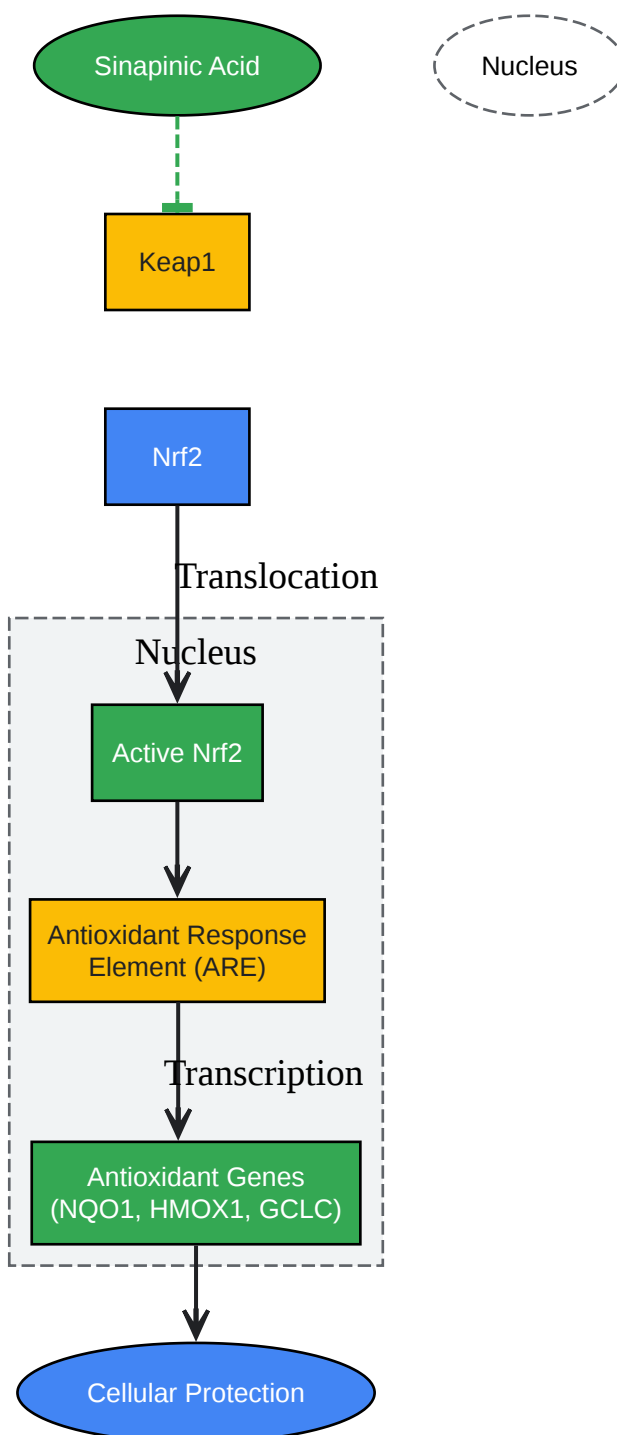 Sinapinic Acid
Nucleus
Keap1
Nrf2
Translocation
Nucleus
Active Nrf2
Antioxidant Response
Element (ARE)
Transcription
Antioxidant Genes
(NQO1, HMOX1, GCLC)
Cellular Protection